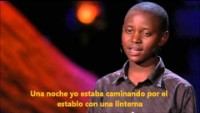 Una noche yo estaba caminando por el
establo con una linterna